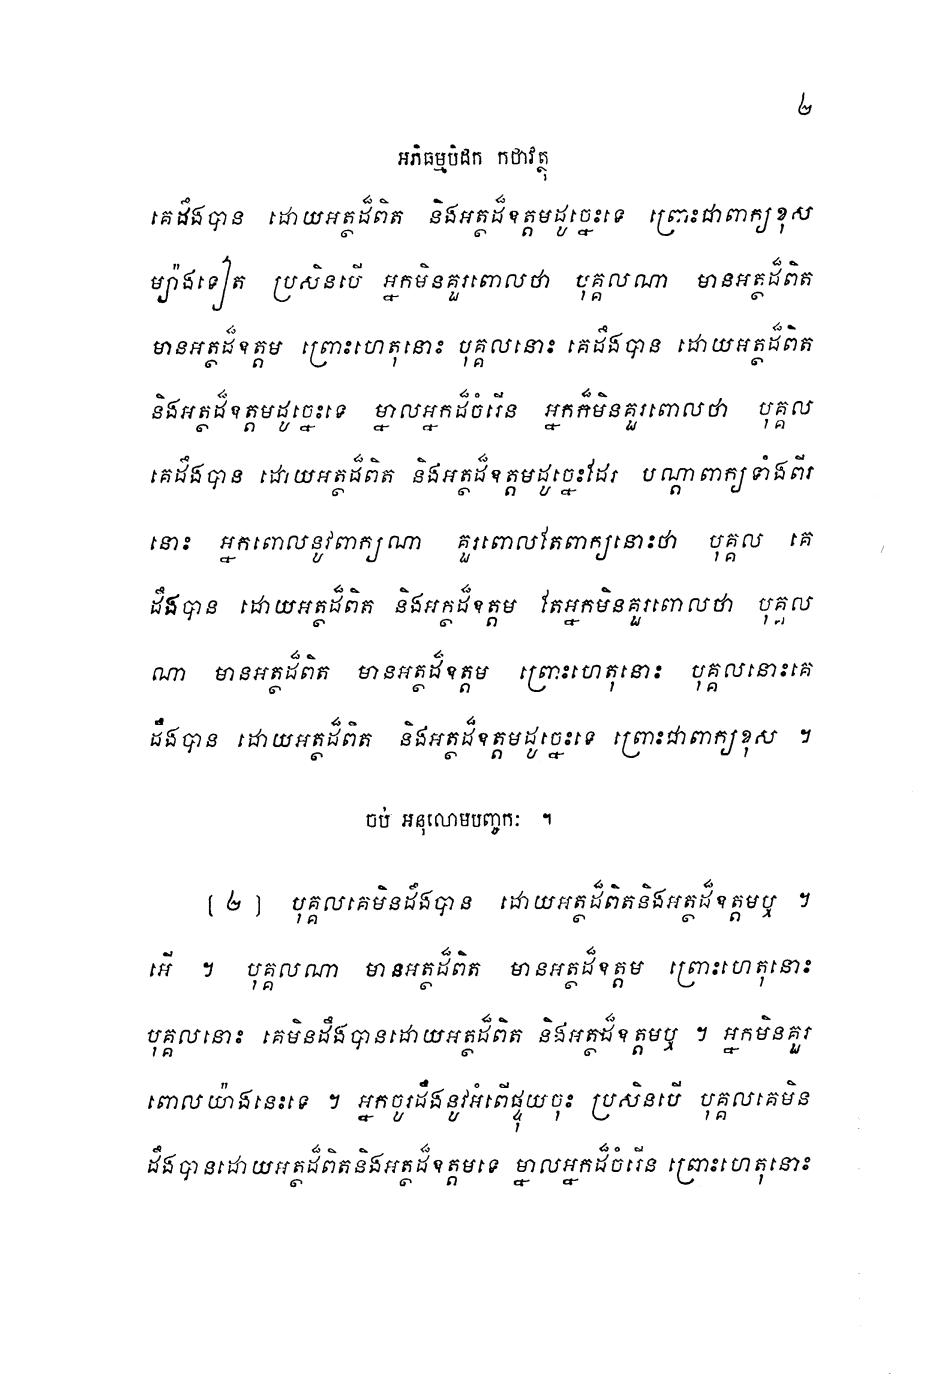 ៤
អភិធម្មបិដក កថាវត្ថុ
គេដឹងបាន ដោយអត្ថដ៏ពិត និងអត្ថដ៏ឧត្តមដូច្នេះទេ ព្រោះជាពាក្យខុស
ម្យ៉ាងទៀត ប្រសិនបើ អ្នកមិនគួរពោលថា បុគ្គលណា មានអត្ថដ៏ពិត
មានអត្ថដ៏ឧត្តម ព្រោះហេតុនោះ បុគ្គលនោះ គេដឹងបាន ដោយអត្ថដ៏ពិត
និងអត្ថដ៏ឧត្តមដូច្នេះទេ ម្នាលអ្នកដ៏ចំរើន អ្នកក៏មិនគួរពោលថា បុគ្គល
គេដឹងបាន ដោយអត្ថដ៏ពិត និងអត្ថដ៏ឧត្តមដូច្នេះដែរ បណ្តាពាក្យទាំងពីរ
នោះ អ្នកពោលនូវពាក្យណា គួរពោលតែពាក្យនោះថា បុគ្គល គេ
ដឹងបាន ដោយអត្ថដ៏ពិត និងអត្ថដ៏ឧត្តម តែអ្នកមិនគួរពោលថា បុគ្គល
ណា មានអត្ថដ៏ពិត មានអត្ថដ៏ឧត្តម ព្រោះហេតុនោះ បុគ្គលនោះគេ
ដឹងបាន ដោយអត្ថដ៏ពិត និងអត្ថដ៏ឧត្តមដូច្នេះទេ ព្រោះជាពាក្យខុស ។
ចប់ អនុលោមបញ្ចកៈ ។
[ ៤ ] បុគ្គលគេមិនដឹងបាន ដោយអត្ថដ៏ពិតនិងអត្ថដ៏ឧត្តមឬ ។
អើ ។ បុគ្គលណា មានអត្ថដ៏ពិត មានអត្ថដ៏ឧត្តម ព្រោះហេតុនោះ
បុគ្គលនោះ គេមិនដឹងបានដោយអត្ថដ៏ពិត និងអត្ថដ៏ឧត្តមឬ ។ អ្នកមិនគួរ
ពោលយ៉ាងនេះទេ ។ អ្នកចូរដឹងនូវអំពើផ្ទុយចុះ ប្រសិនបើ បុគ្គលគេមិន
ដឹងបានដោយអត្ថដ៏ពិតនិងអត្ថដ៏ឧត្តមទេ ម្នាលអ្នកដ៏ចំរើន ព្រោះហេតុនោះ